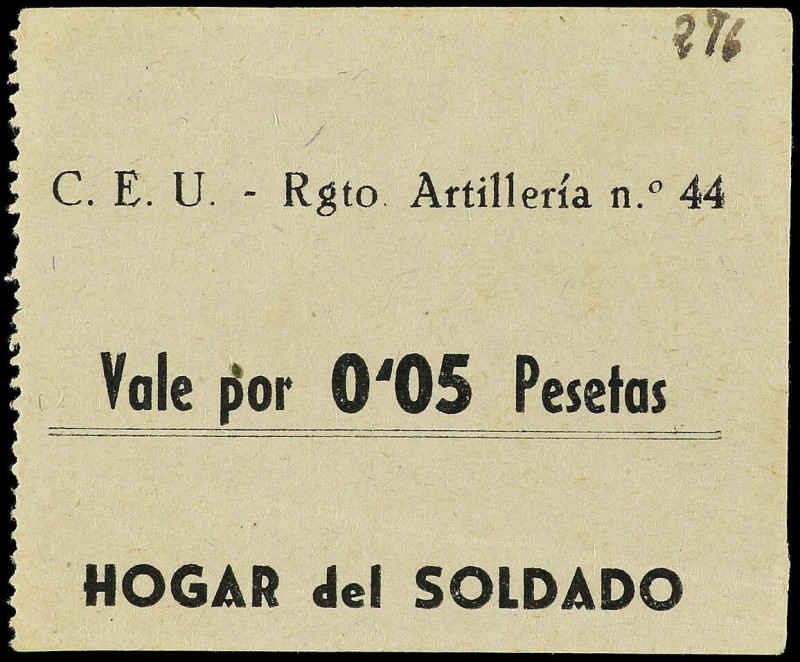 276
C. E. U. - Rgto. Artillería n.º 44
Vale por 0'05 Pesetas
HOGAR del SOLDADO